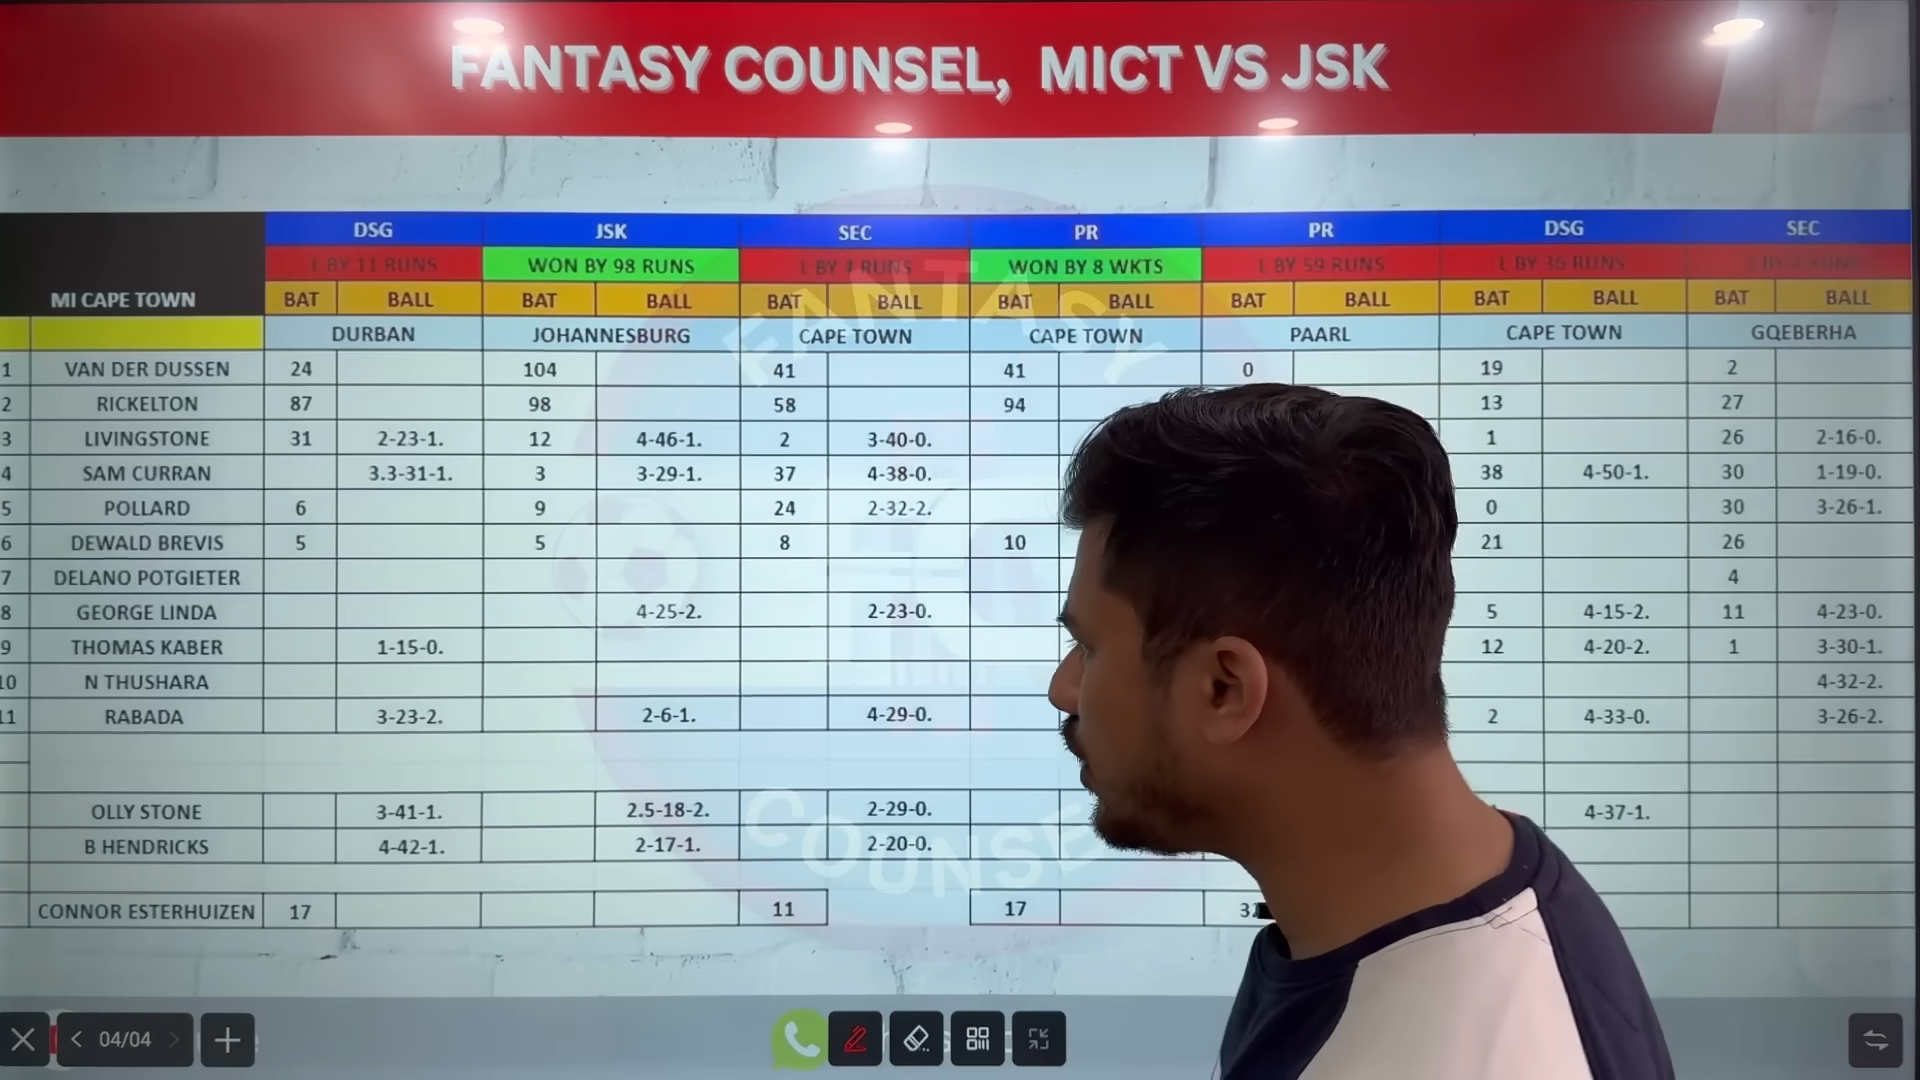 FANTASY COUNSEL, MICT VS JSK
DSG JSK SEC PR PR DSG SEC
L BY 11 RUNS WON BY 98 RUNS L BY RUNS WON BY 8 WKTS L BY 59 RUNS L BY 36 RUNS
MI CAPE TOWN BAT BALL BAT BALL BAT BALL BAT BALL BAT BALL BAT BALL BAT BALL
DURBAN JOHANNESBURG CAPE TOWN CAPE TOWN PAARL CAPE TOWN GQEBERHA
1 VAN DER DUSSEN 24 104 41 41 0 19 2
2 RICKELTON 87 98 58 94 13 27
3 LIVINGSTONE 31 2-23-1. 12 4-46-1. 2 3-40-0. 1 26 2-16-0.
4 SAM CURRAN 3.3-31-1. 3 3-29-1. 37 4-38-0. 38 4-50-1. 30 1-19-0.
5 POLLARD 6 9 24 2-32-2. 0 30 3-26-1.
6 DEWALD BREVIS 5 5 8 10 21 26
7 DELANO POTGIETER 4
8 GEORGE LINDA 4-25-2. 2-23-0. 5 4-15-2. 11 4-23-0.
9 THOMAS KABER 1-15-0. 12 4-20-2. 1 3-30-1.
10 N THUSHARA 4-32-2.
11 RABADA 3-23-2. 2-6-1. 4-29-0. 2 4-33-0. 3-26-2.
OLLY STONE 3-41-1. 2.5-18-2. 2-29-0. 4-37-1.
B HENDRICKS 4-42-1. 2-17-1. 2-20-0.
CONNOR ESTERHUIZEN 17 11 17 32
FANTASY
COUNSE
04/04